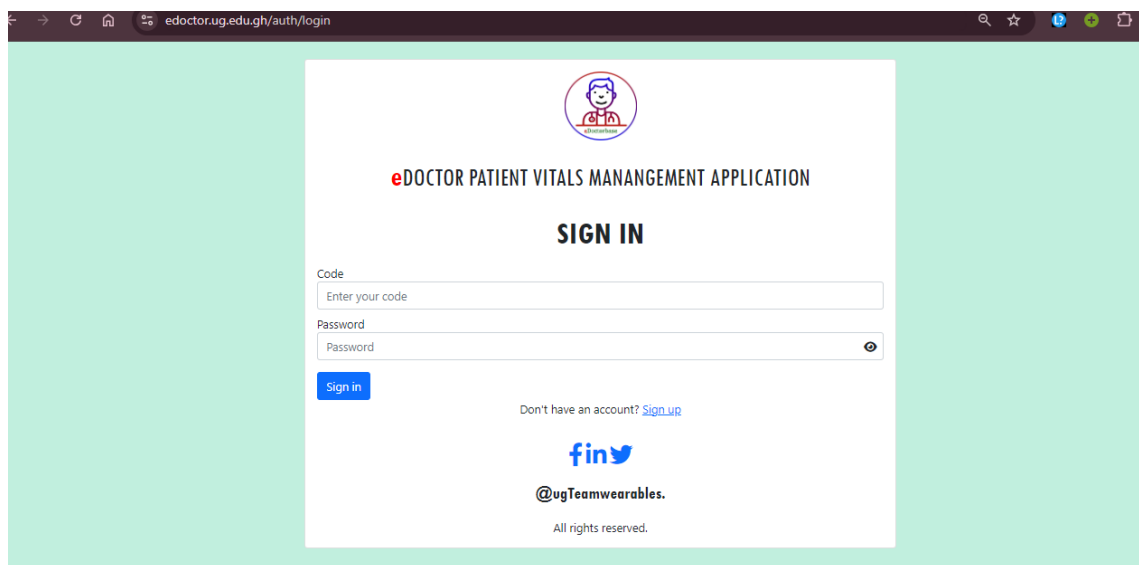 edoctor.ug.edu.gh/auth/login
eDoctorbase
eDOCTOR PATIENT VITALS MANANGEMENT APPLICATION
SIGN IN
Code
Enter your code
Password
Password
Sign in
Don't have an account? Sign up
@ugTeamwearables.
All rights reserved.